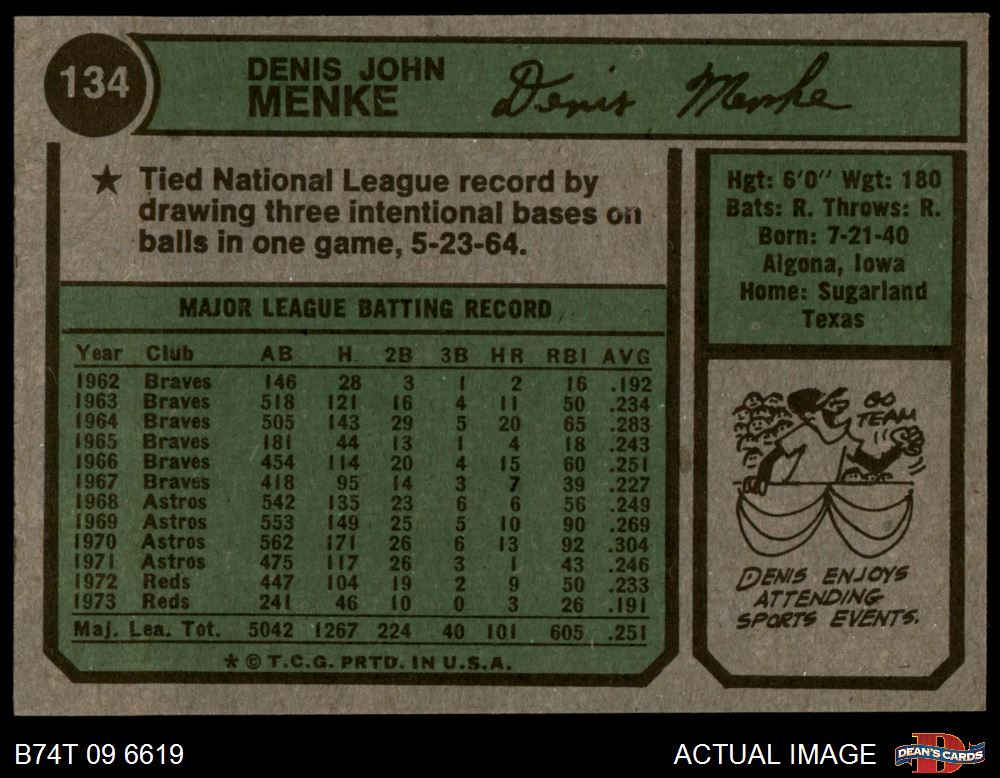 134
DENIS JOHN
MENKE
Denis Menke
★ Tied National League record by
drawing three intentional bases on
balls in one game, 5-23-64.
Hgt: 6'0" Wgt: 180
Bats: R. Throws: R.
Born: 7-21-40
Algona, Iowa
Home: Sugarland
Texas
MAJOR LEAGUE BATTING RECORD
Year Club AB H 2B 3B HR RBI AVG
1962 Braves 146 28 3 1 2 16 .192
1963 Braves 518 121 16 4 11 50 .234
1964 Braves 505 143 29 5 20 65 .283
1965 Braves 181 44 13 1 4 18 .243
1966 Braves 454 114 20 4 15 60 .251
1967 Braves 418 95 14 3 7 39 .227
1968 Astros 542 135 23 6 6 56 .249
1969 Astros 553 149 25 5 10 90 .269
1970 Astros 562 171 26 6 13 92 .304
1971 Astros 475 117 26 3 1 43 .246
1972 Reds 447 104 19 2 9 50 .233
1973 Reds 241 46 10 0 3 26 .191
Maj. Lea. Tot. 5042 1267 224 40 101 605 .251
* © T.C.G. PRTD. IN U.S.A.
GO
TEAM
DENIS ENJOYS
ATTENDING
SPORTS EVENTS.
B74T 09 6619
ACTUAL IMAGE
DEAN'S CARDS